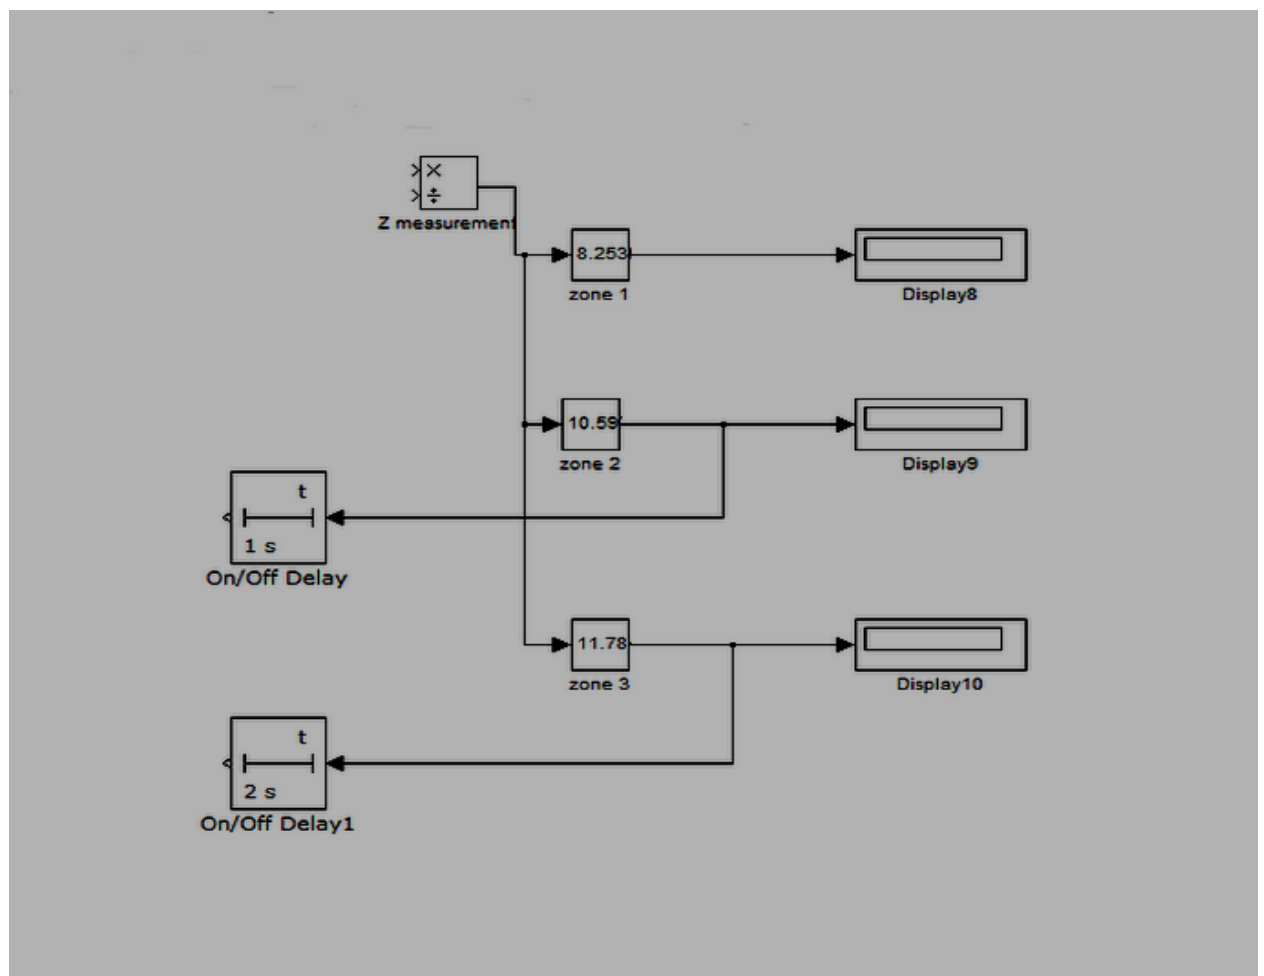 × 
÷
Z measurement
8.253
zone 1
Display8
10.59
zone 2
Display9
t
1 s
On/Off Delay
11.78
zone 3
Display10
t
2 s
On/Off Delay1